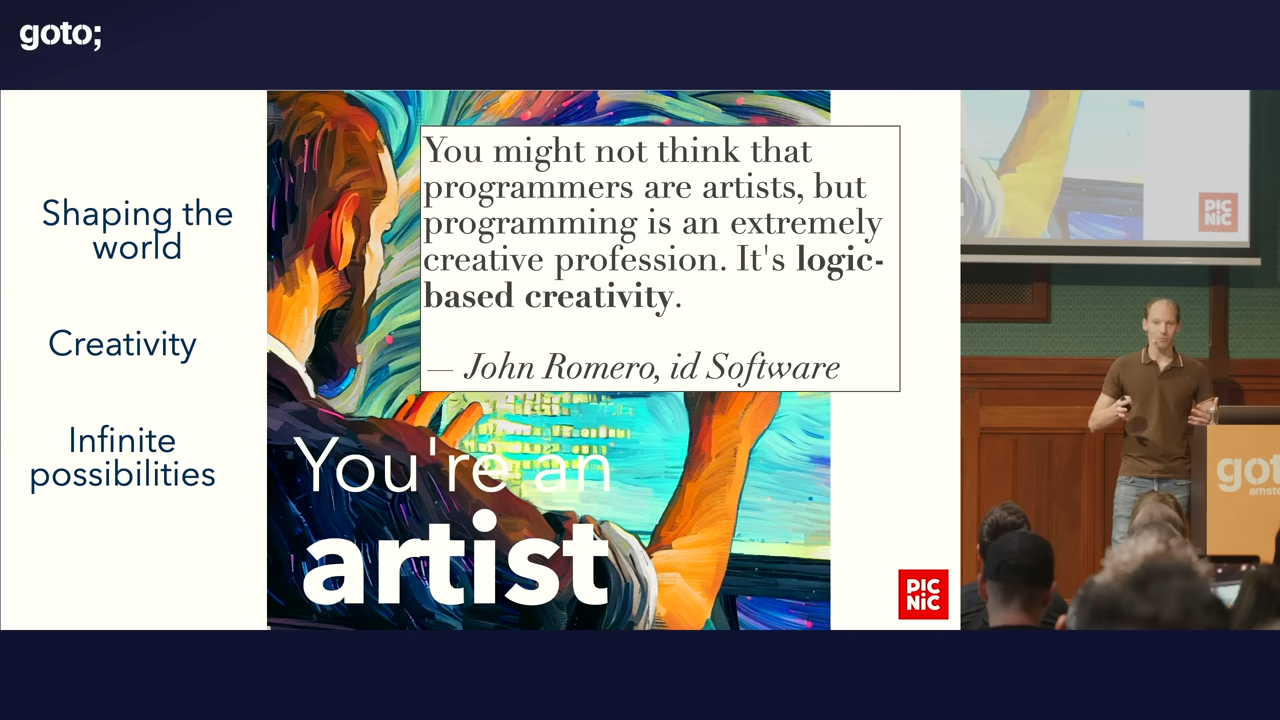 goto;
Shaping the
world
Creativity
Infinite
possibilities
You might not think that
programmers are artists, but
programming is an extremely
creative profession. It's logic-
based creativity.
— John Romero, id Software
You're an
artist
PIC
NiC
PIC
NiC
goto
amste